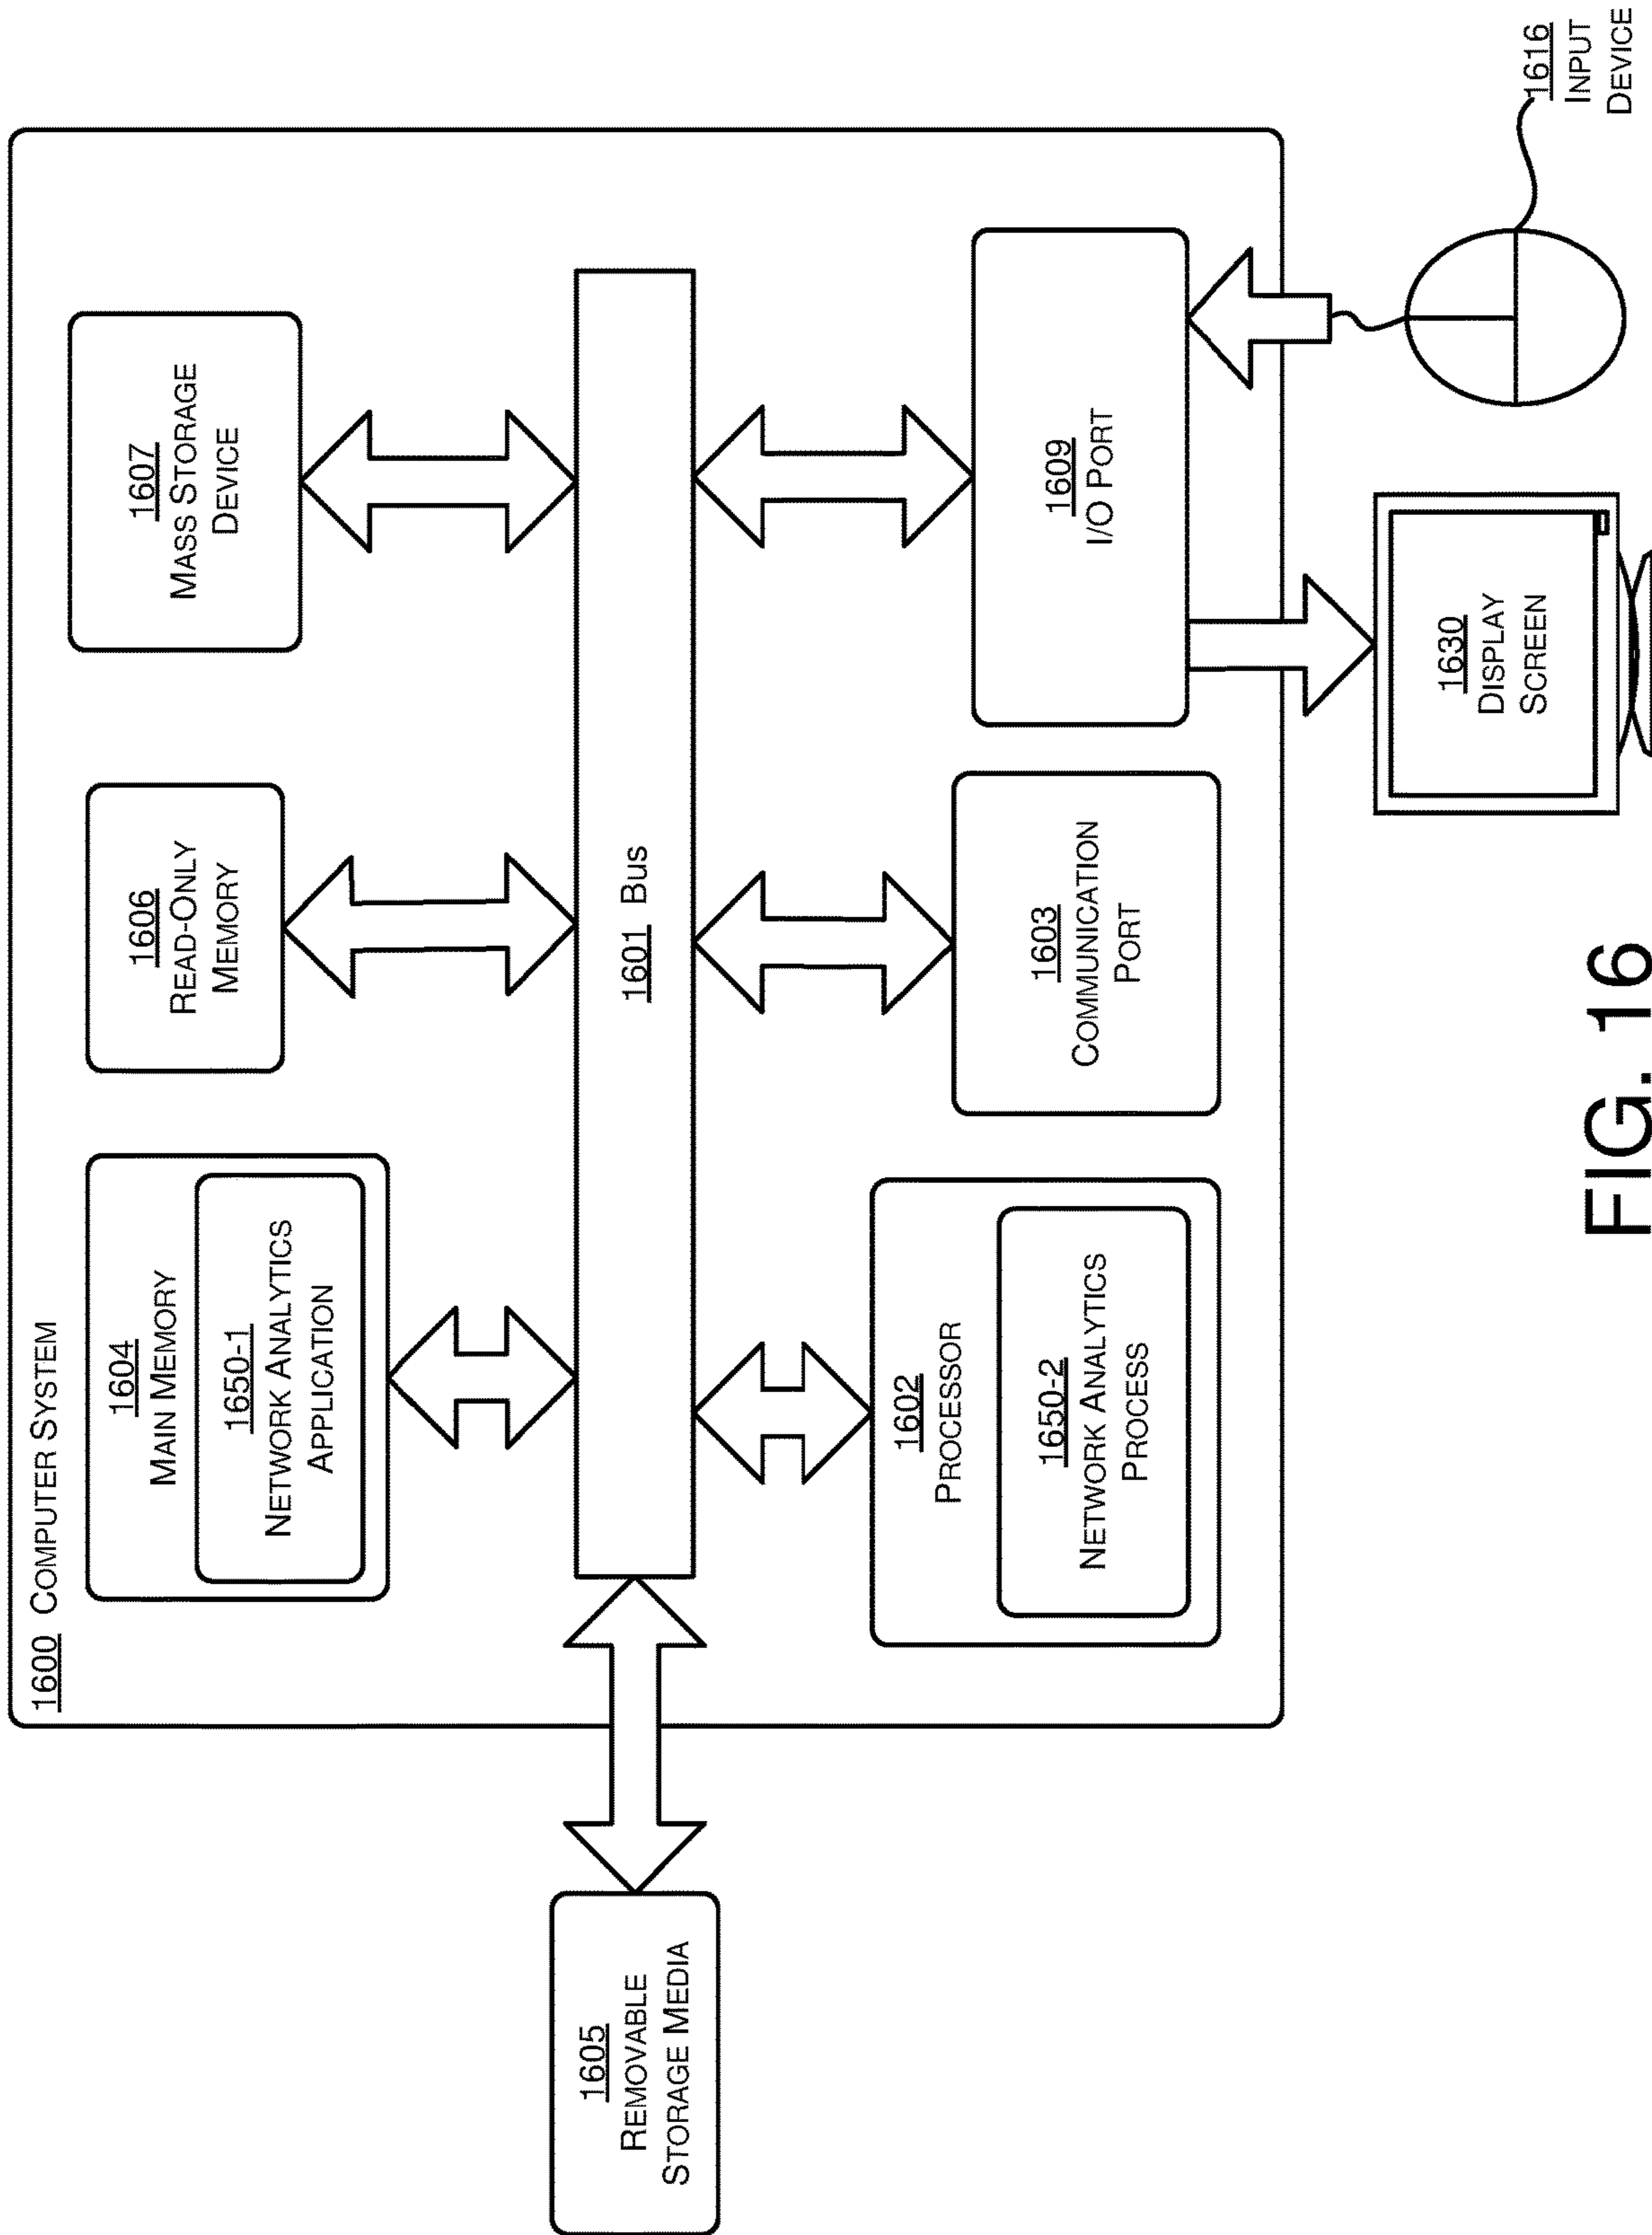 1600 COMPUTER SYSTEM
1604
MAIN MEMORY
1650-1
NETWORK ANALYTICS
APPLICATION
1606
READ-ONLY
MEMORY
1607
MASS STORAGE
DEVICE
1605
REMOVABLE
STORAGE MEDIA
1601 BUS
1602
PROCESSOR
1650-2
NETWORK ANALYTICS
PROCESS
1603
COMMUNICATION
PORT
1609
I/O PORT
1630
DISPLAY
SCREEN
1616
INPUT
DEVICE
FIG. 16